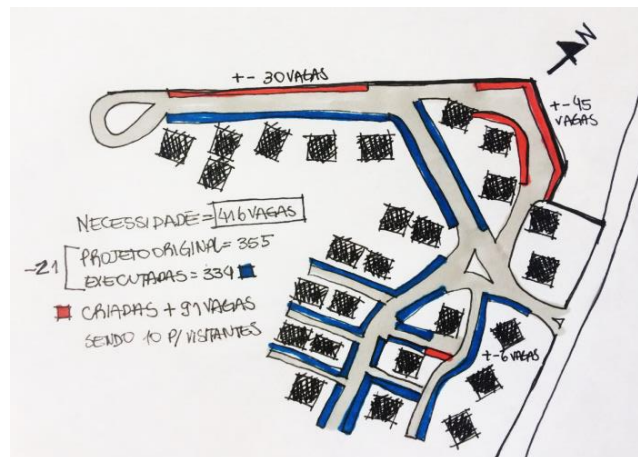 N
+- 30 VAGAS
+-45
VAGAS
NECESSIDADE = 416 VAGAS
-21
PROJETO ORIGINAL = 355
EXECUTADAS = 334
CRIADAS + 91 VAGAS
SENDO 10 P/ VISITANTES
+-6 VAGAS